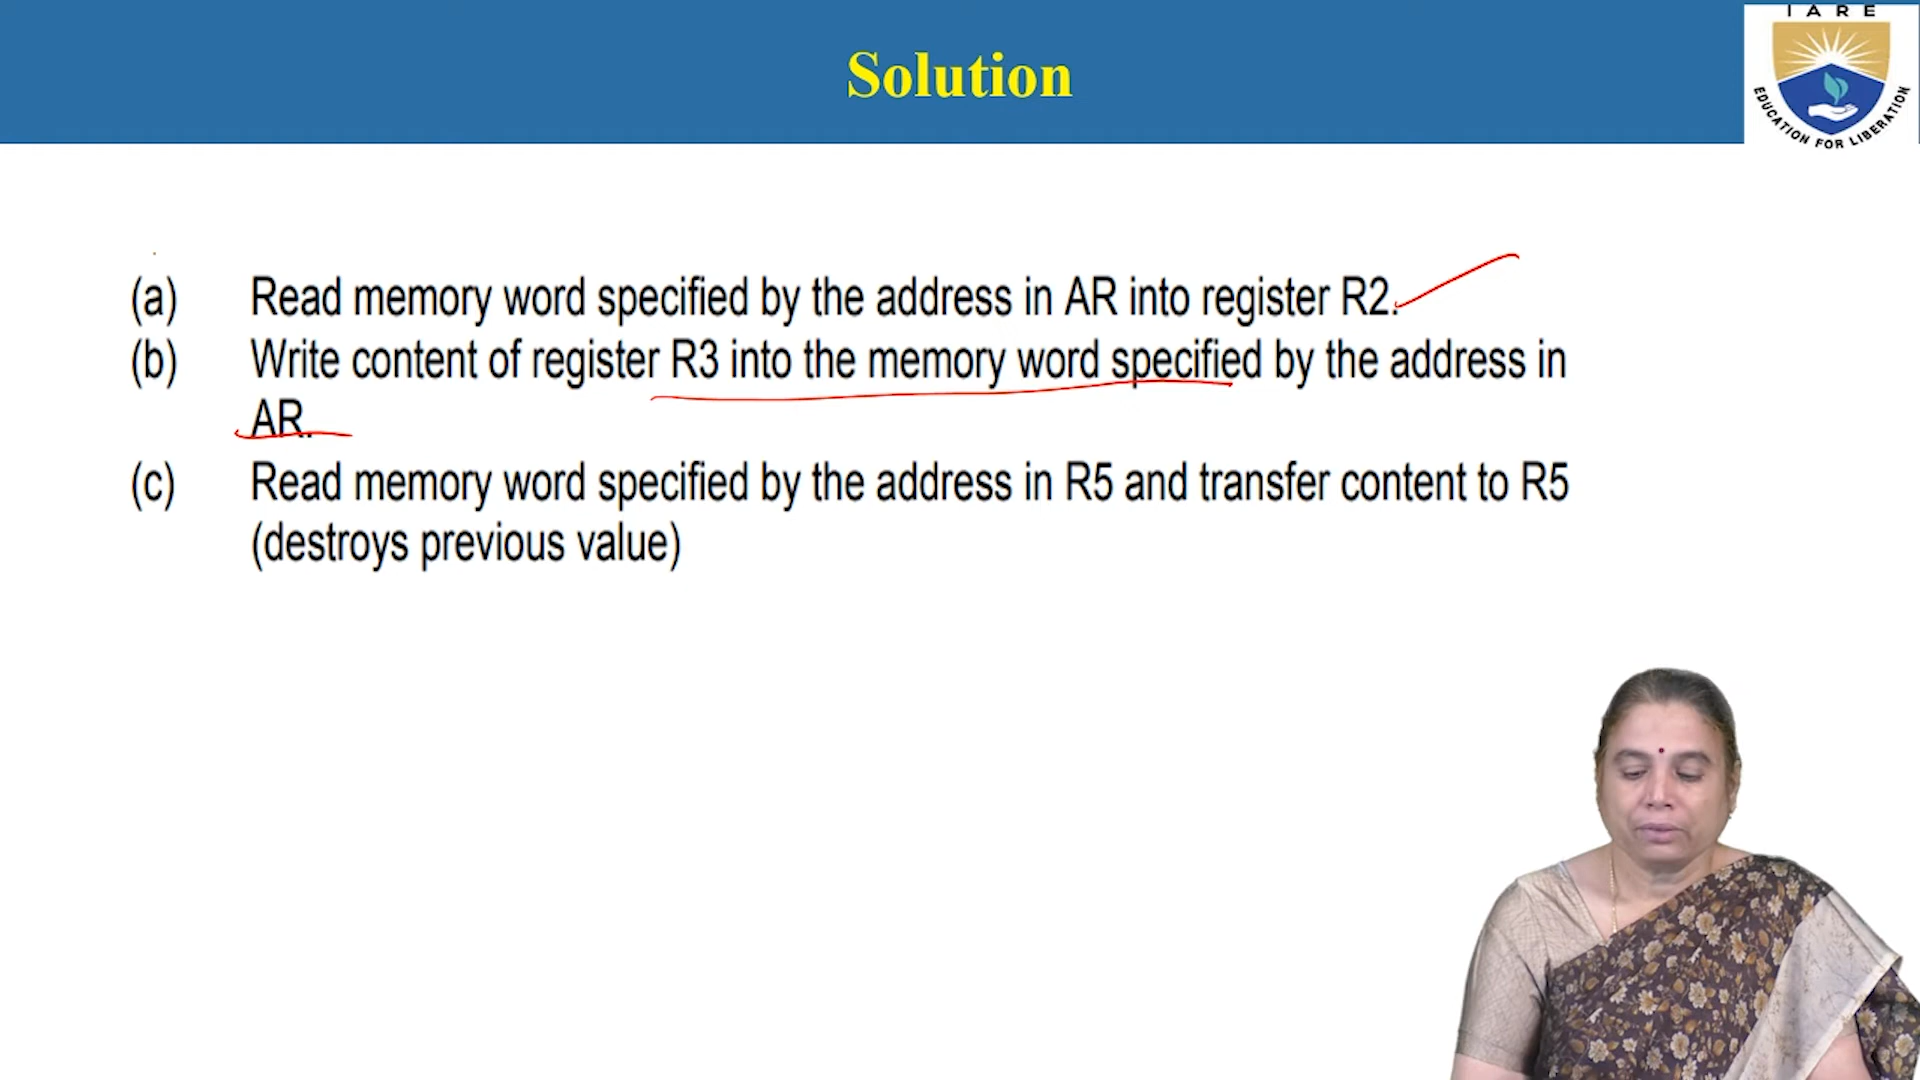 IARE
Solution
EDUCATION FOR LIBERATION
(a) Read memory word specified by the address in AR into register R2.
(b) Write content of register R3 into the memory word specified by the address in
AR.
(c) Read memory word specified by the address in R5 and transfer content to R5
(destroys previous value)